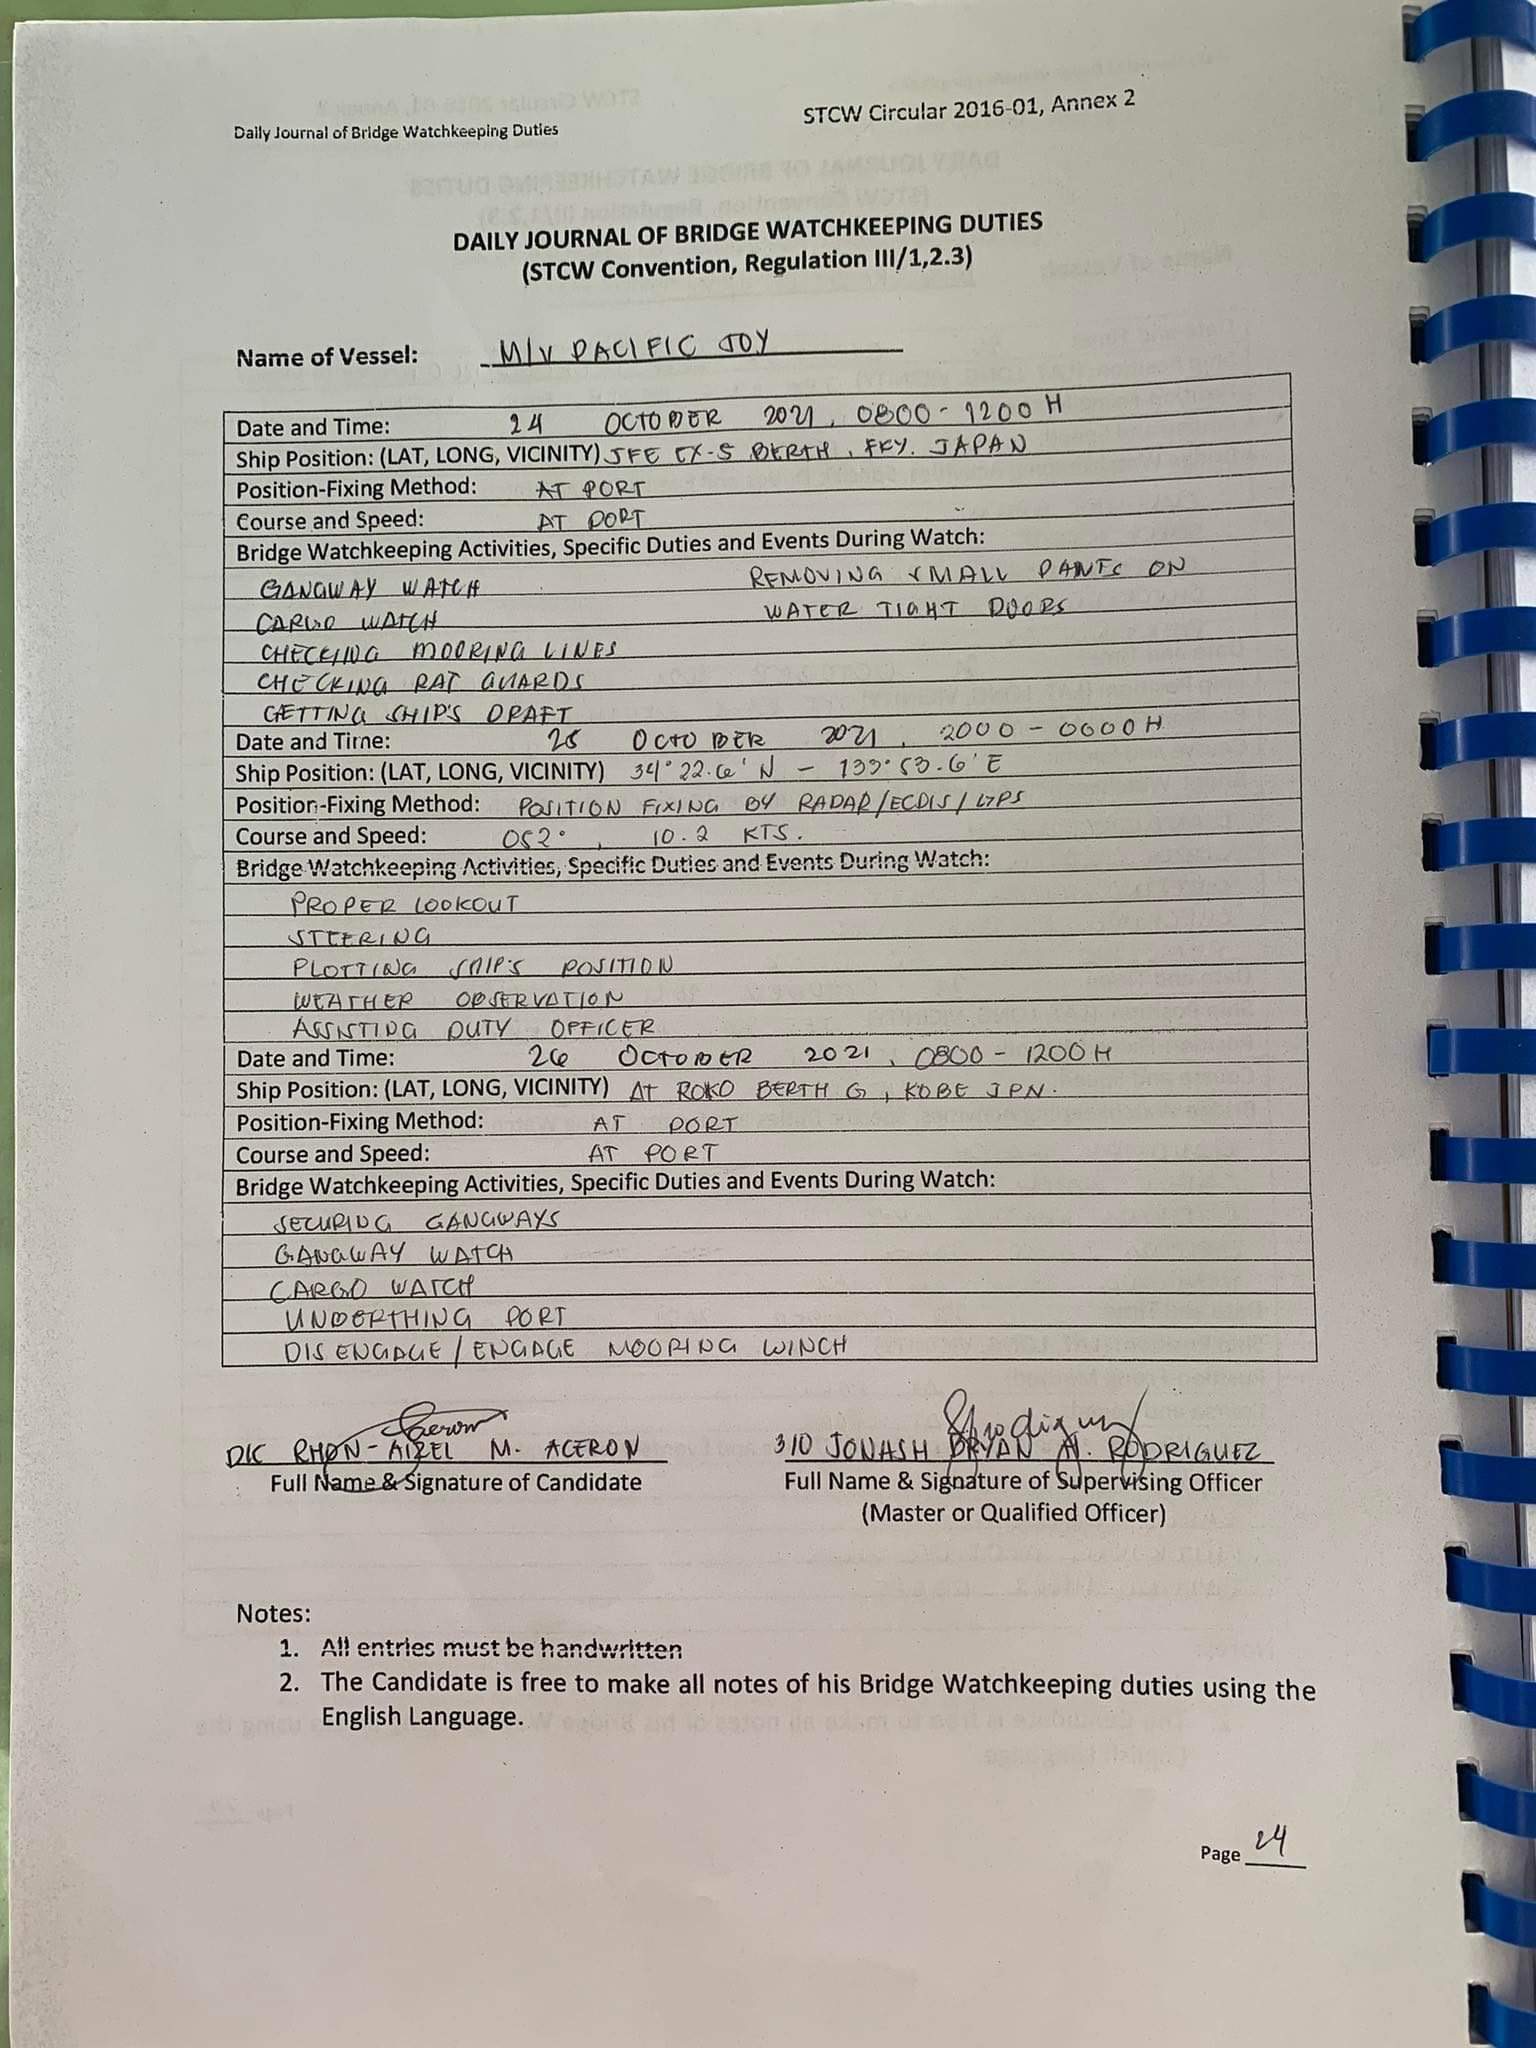 Daily Journal of Bridge Watchkeeping Duties
STCW Circular 2016-01, Annex 2
DAILY JOURNAL OF BRIDGE WATCHKEEPING DUTIES
(STCW Convention, Regulation III/1,2.3)
Name of Vessel: M/V PACIFIC JOY
Date and Time: 24 OCTOBER 2021, 0800-1200H
Ship Position: (LAT, LONG, VICINITY) JFE EX-5 BERTH, FKY. JAPAN
Position-Fixing Method: AT PORT
Course and Speed: AT PORT
Bridge Watchkeeping Activities, Specific Duties and Events During Watch:
GANGWAY WATCH REMOVING SMALL PANTS ON
CARGO WATCH WATER TIGHT DOORS
CHECKING MOORING LINES
CHECKING RAT GUARDS
GETTING SHIP'S DRAFT
Date and Time: 25 OCTOBER 2021, 2000-0000H
Ship Position: (LAT, LONG, VICINITY) 34° 22.6' N - 133° 53.6' E
Position-Fixing Method: POSITION FIXING BY RADAR/ECDIS/GPS
Course and Speed: 052°, 10.2 KTS.
Bridge Watchkeeping Activities, Specific Duties and Events During Watch:
PROPER LOOKOUT
STEERING
PLOTTING SHIP'S POSITION
WEATHER OBSERVATION
ASSISTING DUTY OFFICER
Date and Time: 26 OCTOBER 2021, 0800-1200H
Ship Position: (LAT, LONG, VICINITY) AT ROKO BERTH G, KOBE JPN.
Position-Fixing Method: AT PORT
Course and Speed: AT PORT
Bridge Watchkeeping Activities, Specific Duties and Events During Watch:
SECURING GANGWAYS
GANGWAY WATCH
CARGO WATCH
UNDERTHING PORT
DISENGAGE/ENGAGE MOORING WINCH
D/C RHON-AIZEL M. ACERON 3/O JONASH BRYAN A. RODRIGUEZ
Full Name & Signature of Candidate Full Name & Signature of Supervising Officer
(Master or Qualified Officer)
Notes:
1. All entries must be handwritten
2. The Candidate is free to make all notes of his Bridge Watchkeeping duties using the
English Language.
Page 24